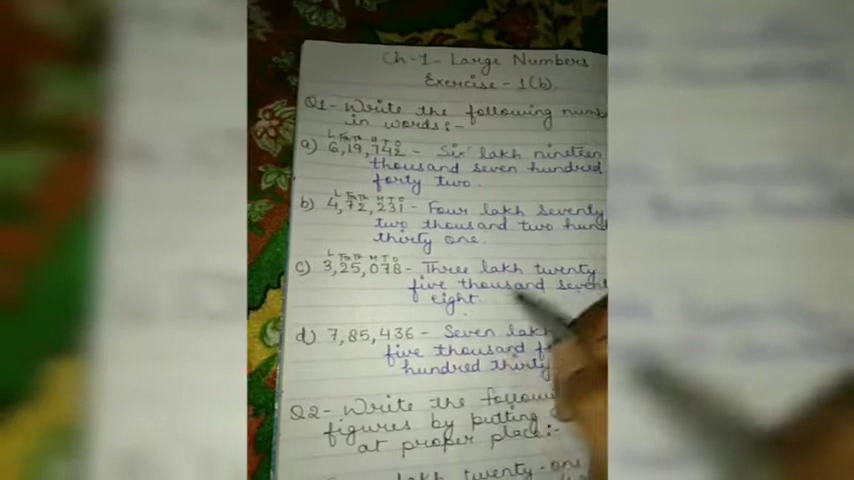 Ch-1- Large Numbers
Exercise - 1(b)
Q1- Write the following numb
in words:-
L TTh Th H T O
a) 6,19,742 - Six lakh nineteen
thousand seven hundred
forty two.
L TTh Th H T O
b) 4,72,231 - Four lakh seventy
two thousand two hund
thirty one.
L TTh Th H T O
c) 3,25,078 - Three lakh twenty
five thousand sevent
eight.
d) 7,85,436 - Seven lakh
five thousand f
hundred thirty
Q2- Write the followi
figures by putting
at proper place:-
lakh twenty-one